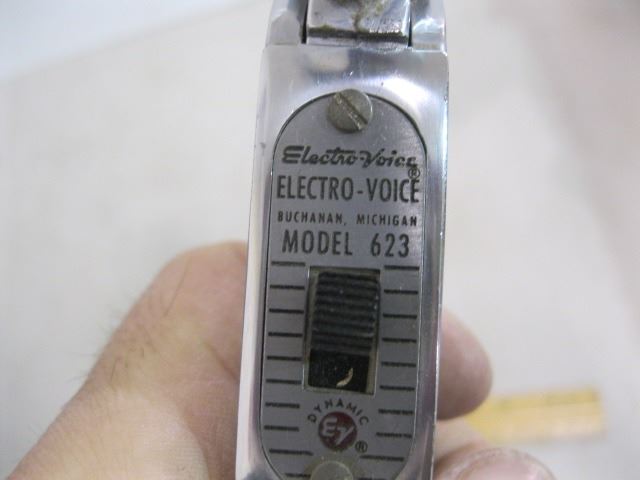 Electro-Voice
®
ELECTRO-VOICE
BUCHANAN, MICHIGAN
MODEL 623
DYNAMIC
EV ®